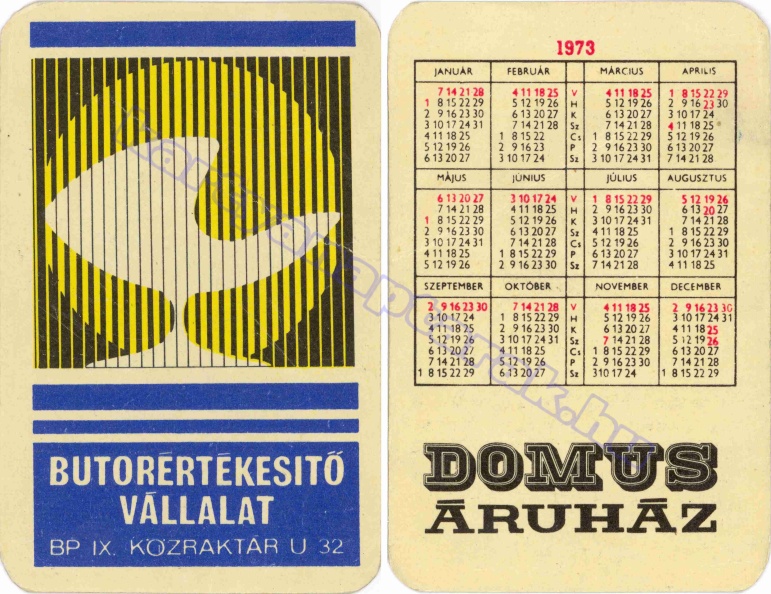 BUTORÉRTÉKESITŐ
VÁLLALAT
BP IX. KÖZRAKTÁR U 32
1973
JANUÁR FEBRUÁR MÁRCIUS ÁPRILIS
7 14 21 28 4 11 18 25 V 4 11 18 25 1 8 15 22 29
1 8 15 22 29 5 12 19 26 H 5 12 19 26 2 9 16 23 30
2 9 16 23 30 6 13 20 27 K 6 13 20 27 3 10 17 24
3 10 17 24 31 7 14 21 28 Sz 7 14 21 28 4 11 18 25
4 11 18 25 1 8 15 22 Cs 1 8 15 22 29 5 12 19 26
5 12 19 26 2 9 16 23 P 2 9 16 23 30 6 13 20 27
6 13 20 27 3 10 17 24 Sz 3 10 17 24 31 7 14 21 28
MÁJUS JÚNIUS JÚLIUS AUGUSZTUS
6 13 20 27 3 10 17 24 V 1 8 15 22 29 5 12 19 26
7 14 21 28 4 11 18 25 H 2 9 16 23 30 6 13 20 27
1 8 15 22 29 5 12 19 26 K 3 10 17 24 31 7 14 21 28
2 9 16 23 30 6 13 20 27 Sz 4 11 18 25 1 8 15 22 29
3 10 17 24 31 7 14 21 28 Cs 5 12 19 26 2 9 16 23 30
4 11 18 25 1 8 15 22 29 P 6 13 20 27 3 10 17 24 31
5 12 19 26 2 9 16 23 30 Sz 7 14 21 28 4 11 18 25
SZEPTEMBER OKTÓBER NOVEMBER DECEMBER
2 9 16 23 30 7 14 21 28 V 4 11 18 25 2 9 16 23 30
3 10 17 24 1 8 15 22 29 H 5 12 19 26 3 10 17 24 31
4 11 18 25 2 9 16 23 30 K 6 13 20 27 4 11 18 25
5 12 19 26 3 10 17 24 31 Sz 7 14 21 28 5 12 19 26
6 13 20 27 4 11 18 25 Cs 1 8 15 22 29 6 13 20 27
7 14 21 28 5 12 19 26 P 2 9 16 23 30 7 14 21 28
1 8 15 22 29 6 13 20 27 Sz 3 10 17 24 1 8 15 22 29
DOMUS
ÁRUHÁZ
kartyanaptarak.hu